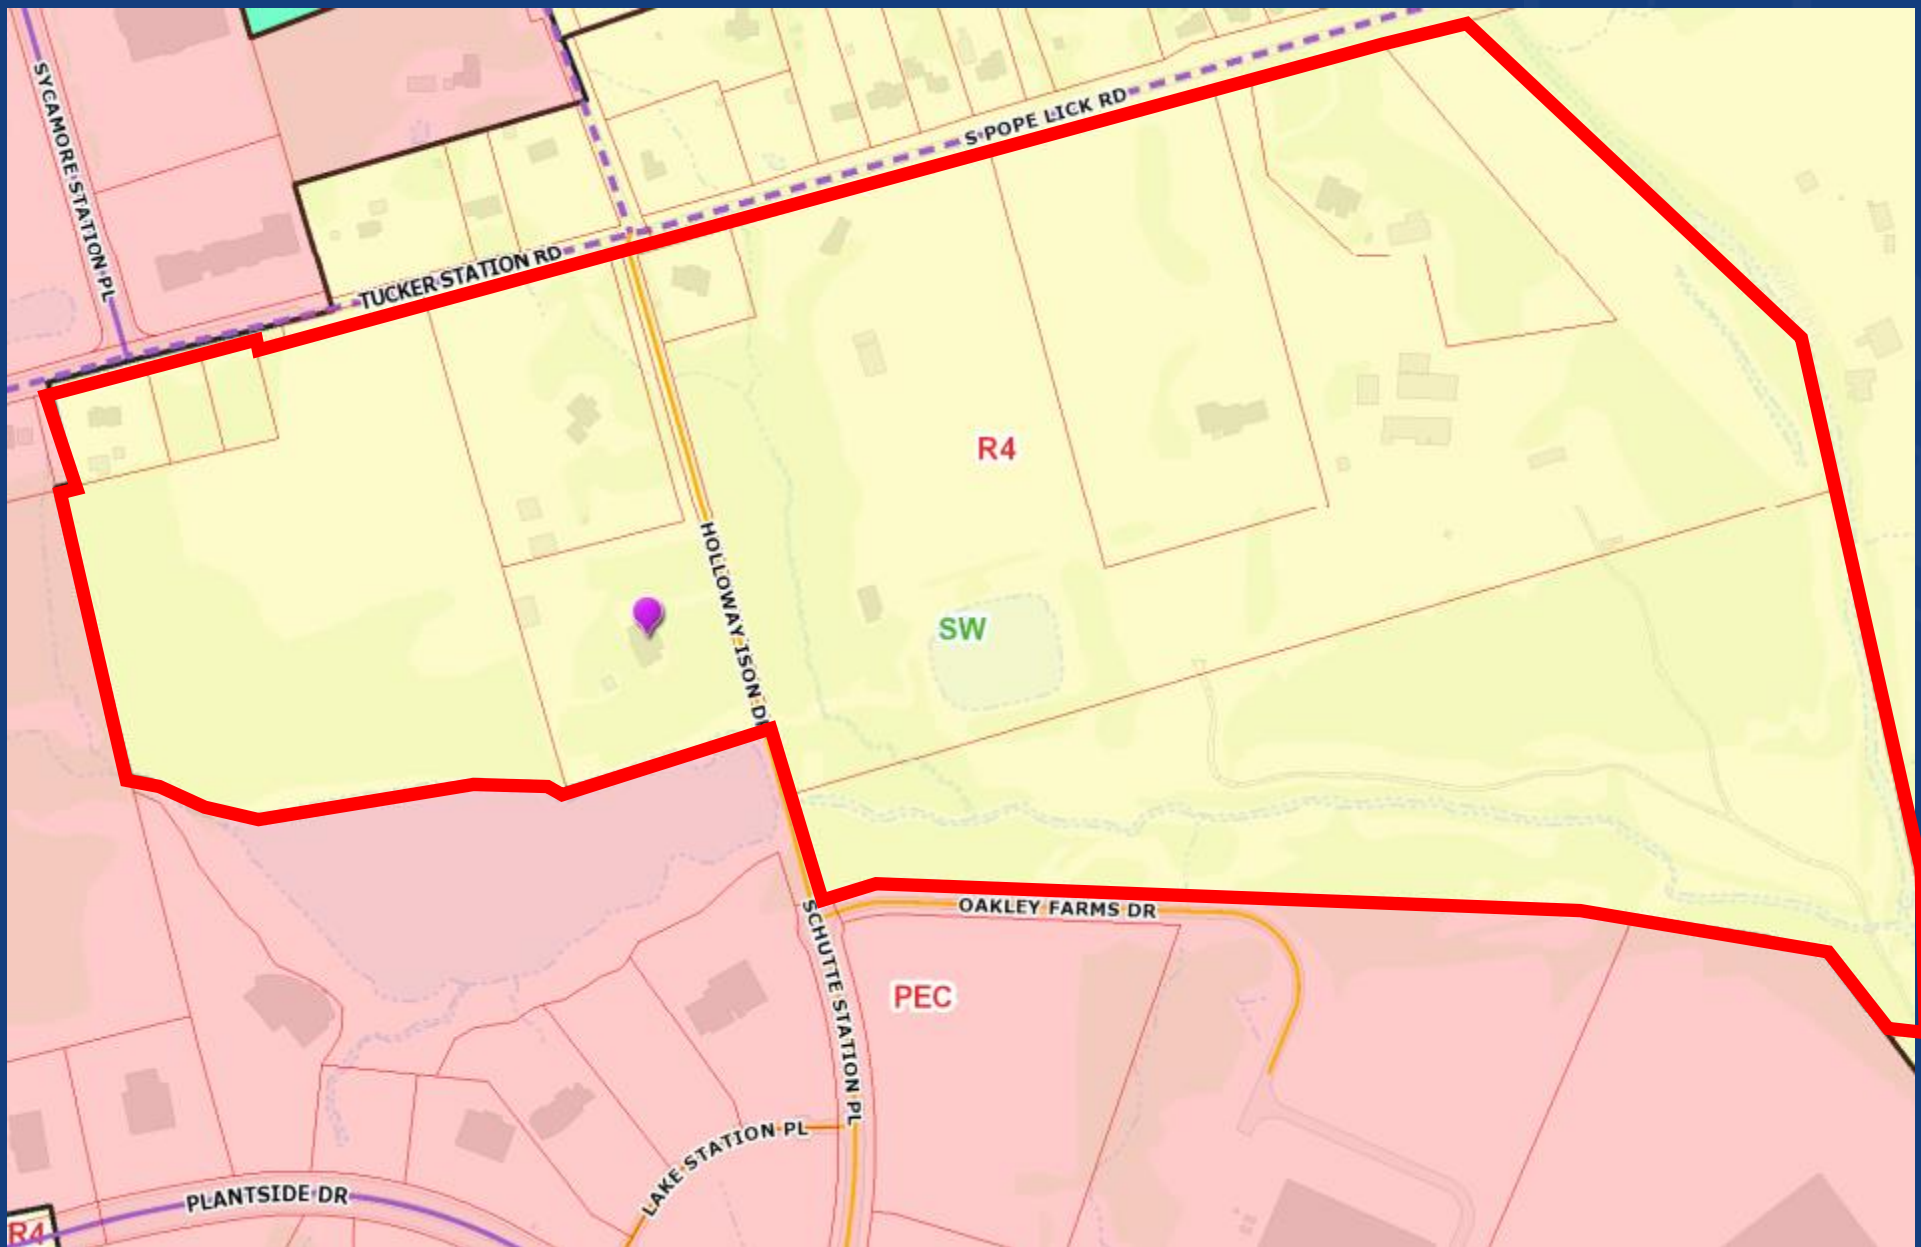 SYCAMORE STATION PL
S POPE LICK RD
TUCKER STATION RD
R4
HOLLOWAY ISON D
SW
OAKLEY FARMS DR
SCHUTTE STATION PL
PEC
LAKE STATION PL
PLANTSIDE DR
R4